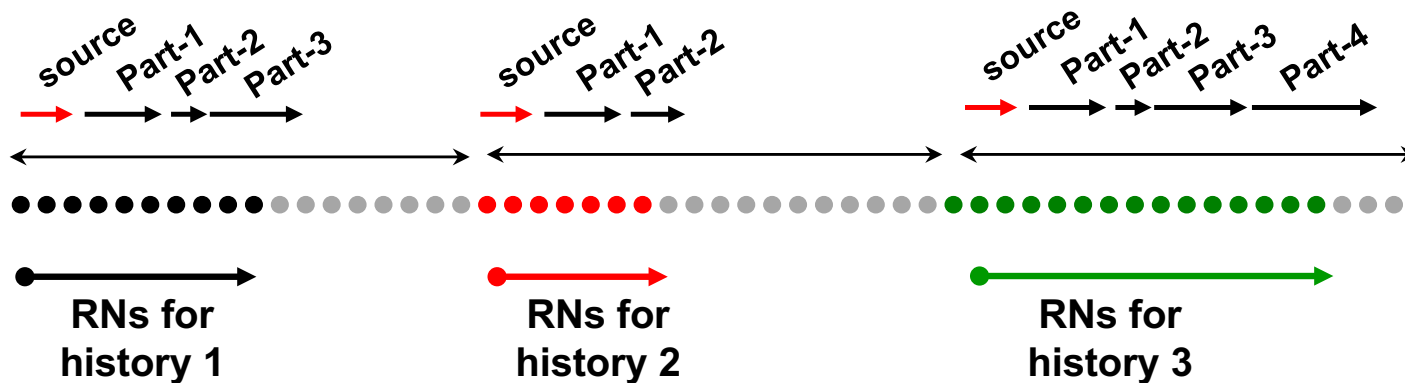 source Part-1 Part-2 Part-3
source Part-1 Part-2
source Part-1 Part-2 Part-3 Part-4
RNs for
history 1
RNs for
history 2
RNs for
history 3